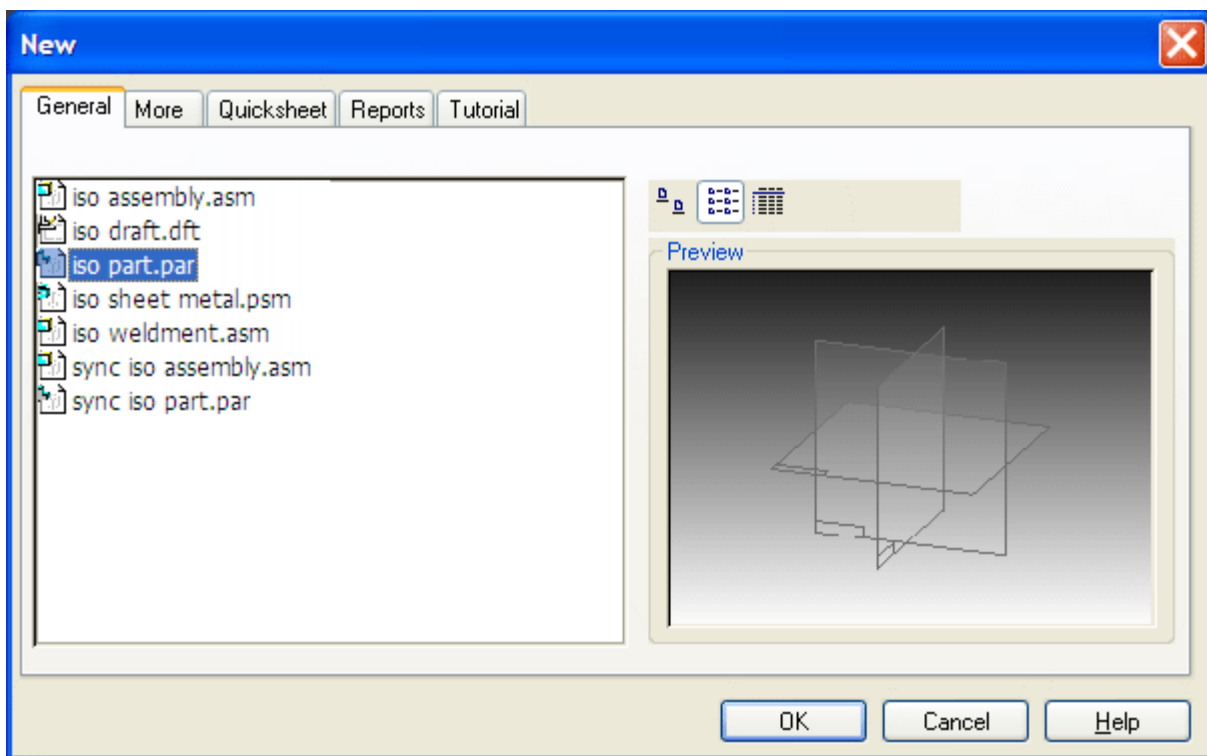 New
General More Quicksheet Reports Tutorial
iso assembly.asm
iso draft.dft
iso part.par
iso sheet metal.psm
iso weldment.asm
sync iso assembly.asm
sync iso part.par
Preview
OK Cancel Help